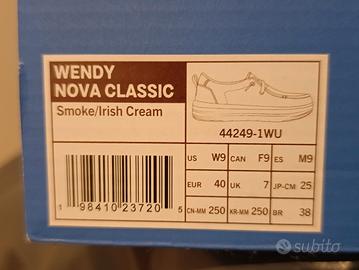 WENDY
NOVA CLASSIC
Smoke/Irish Cream
44249-1WU
US W9 CAN F9 ES M9
EUR 40 UK 7 JP-CM 25
CN-MM 250 KR-MM 250 BR 38
1 98410 23720 5
subito